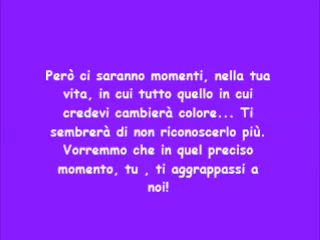 Però ci saranno momenti, nella tua
vita, in cui tutto quello in cui
credevi cambierà colore... Ti
sembrerà di non riconoscerlo più.
Vorremmo che in quel preciso
momento, tu , ti aggrappassi a
noi!